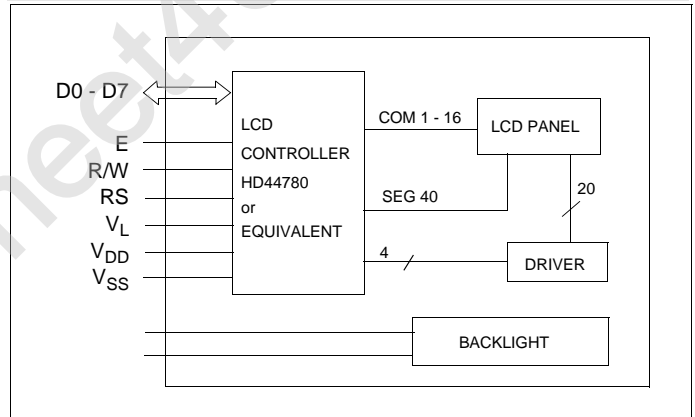 D0 - D7
E
R/W
RS
VL
VDD
VSS
LCD
CONTROLLER
HD44780
or
EQUIVALENT
COM 1 - 16
LCD PANEL
SEG 40
20
4
DRIVER
BACKLIGHT